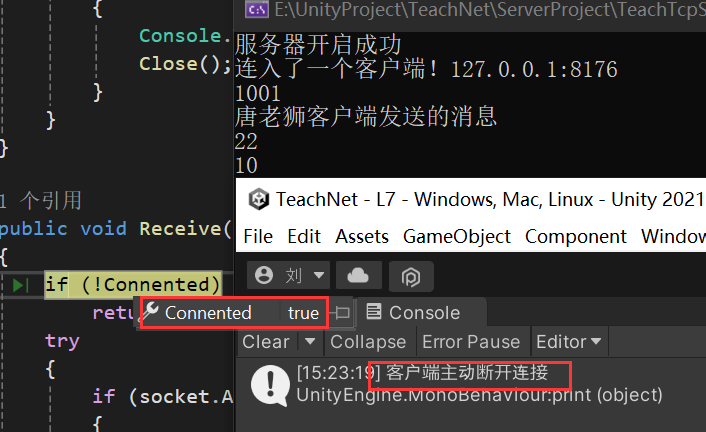 {
Console.
Close();
}
}
}
1 个引用
public void Receive(
{
if (!Connented)
retu
try
{
if (socket.A
{
Connented true
E:\UnityProject\TeachNet\ServerProject\TeachTcpS
服务器开启成功
连入了一个客户端! 127.0.0.1:8176
1001
唐老狮客户端发送的消息
22
10
TeachNet - L7 - Windows, Mac, Linux - Unity 2021
File Edit Assets GameObject Component Window
刘
Console
Clear Collapse Error Pause Editor
[15:23:19] 客户端主动断开连接
UnityEngine.MonoBehaviour:print (object)